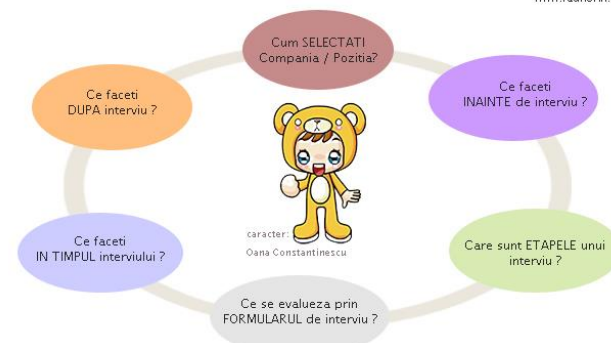 Cum SELECTATI
Compania / Pozitia?
Ce faceti
INAINTE de interviu ?
Care sunt ETAPELE unui
interviu ?
Ce se evalueza prin
FORMULARUL de interviu ?
Ce faceti
IN TIMPUL interviului ?
Ce faceti
DUPA interviu ?
caracter:
Oana Constantinescu